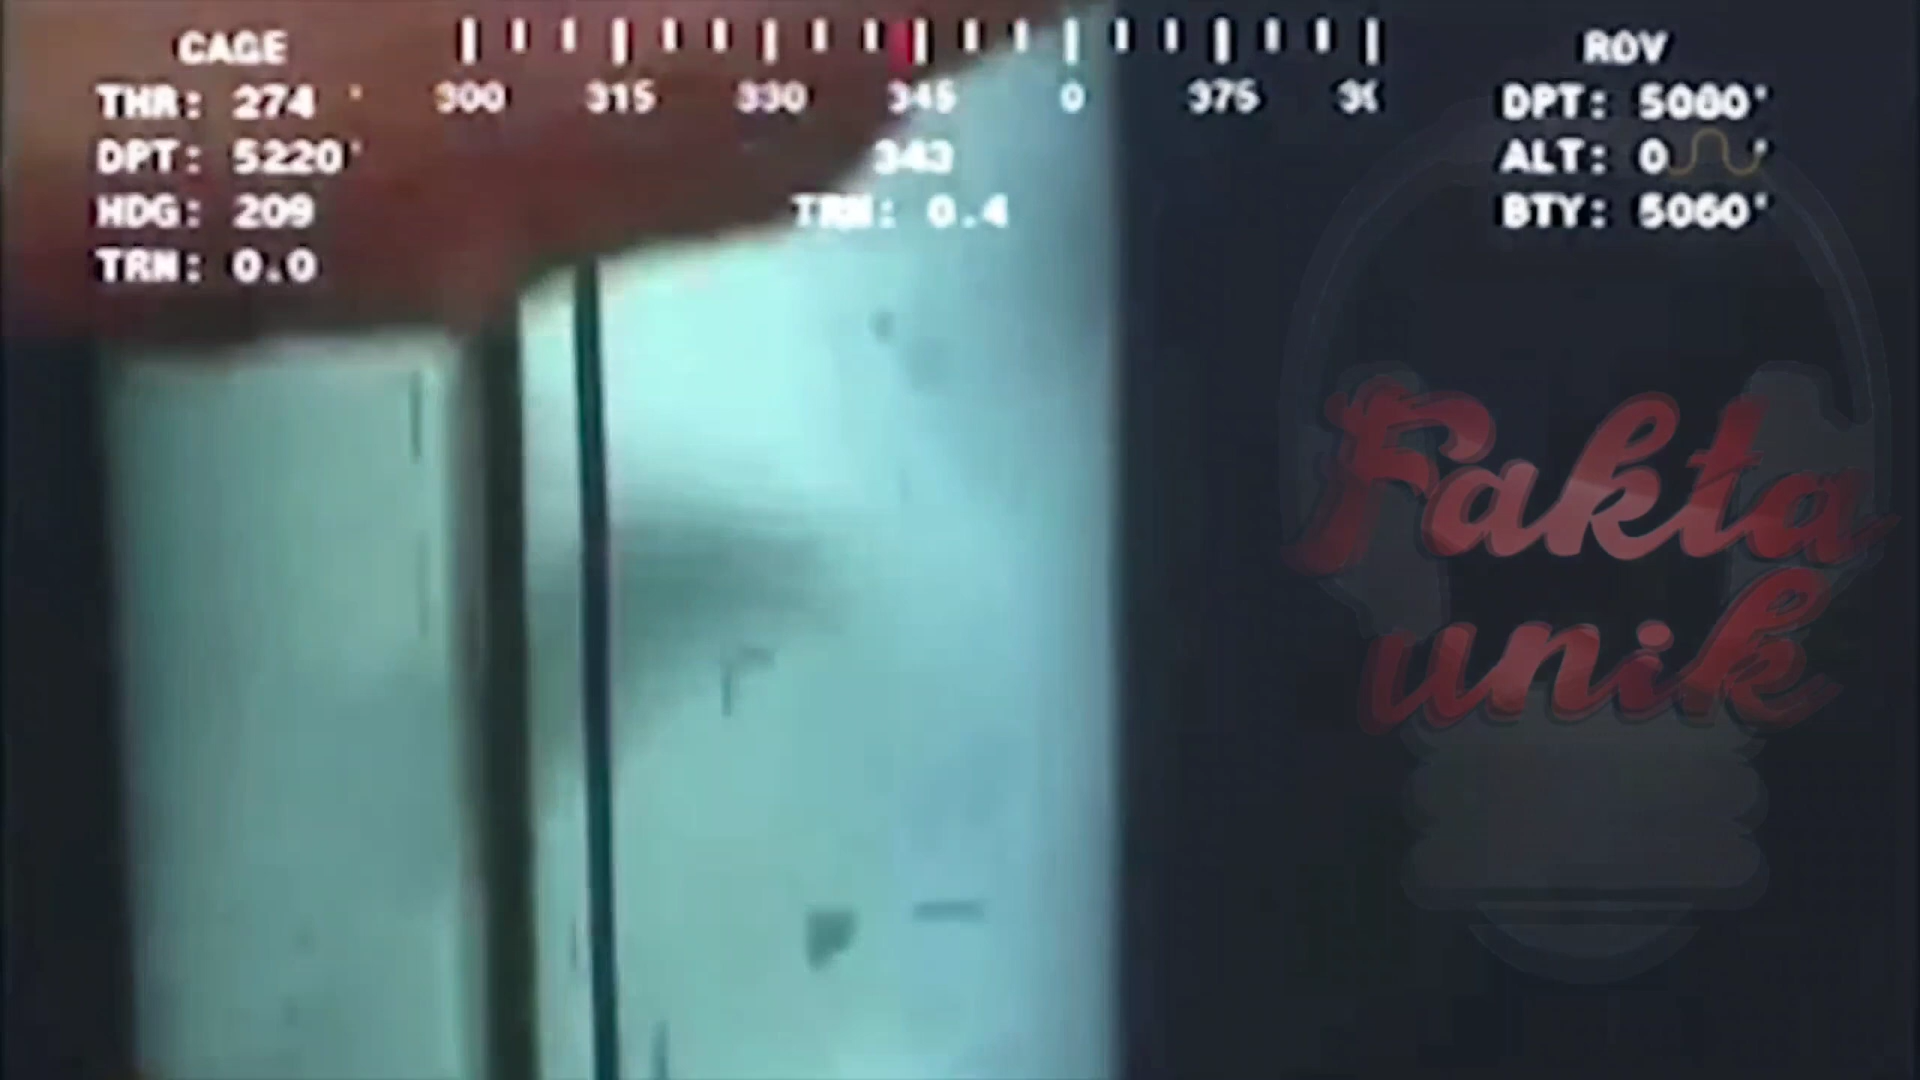 CAGE
THR: 274 '
DPT: 5220'
HDG: 209
TRN: 0.0
300 315 330 345 0 375
343
TRN: 0.4
ROV
DPT: 5080'
ALT: 0 '
BTY: 5060'
Fakta
unik